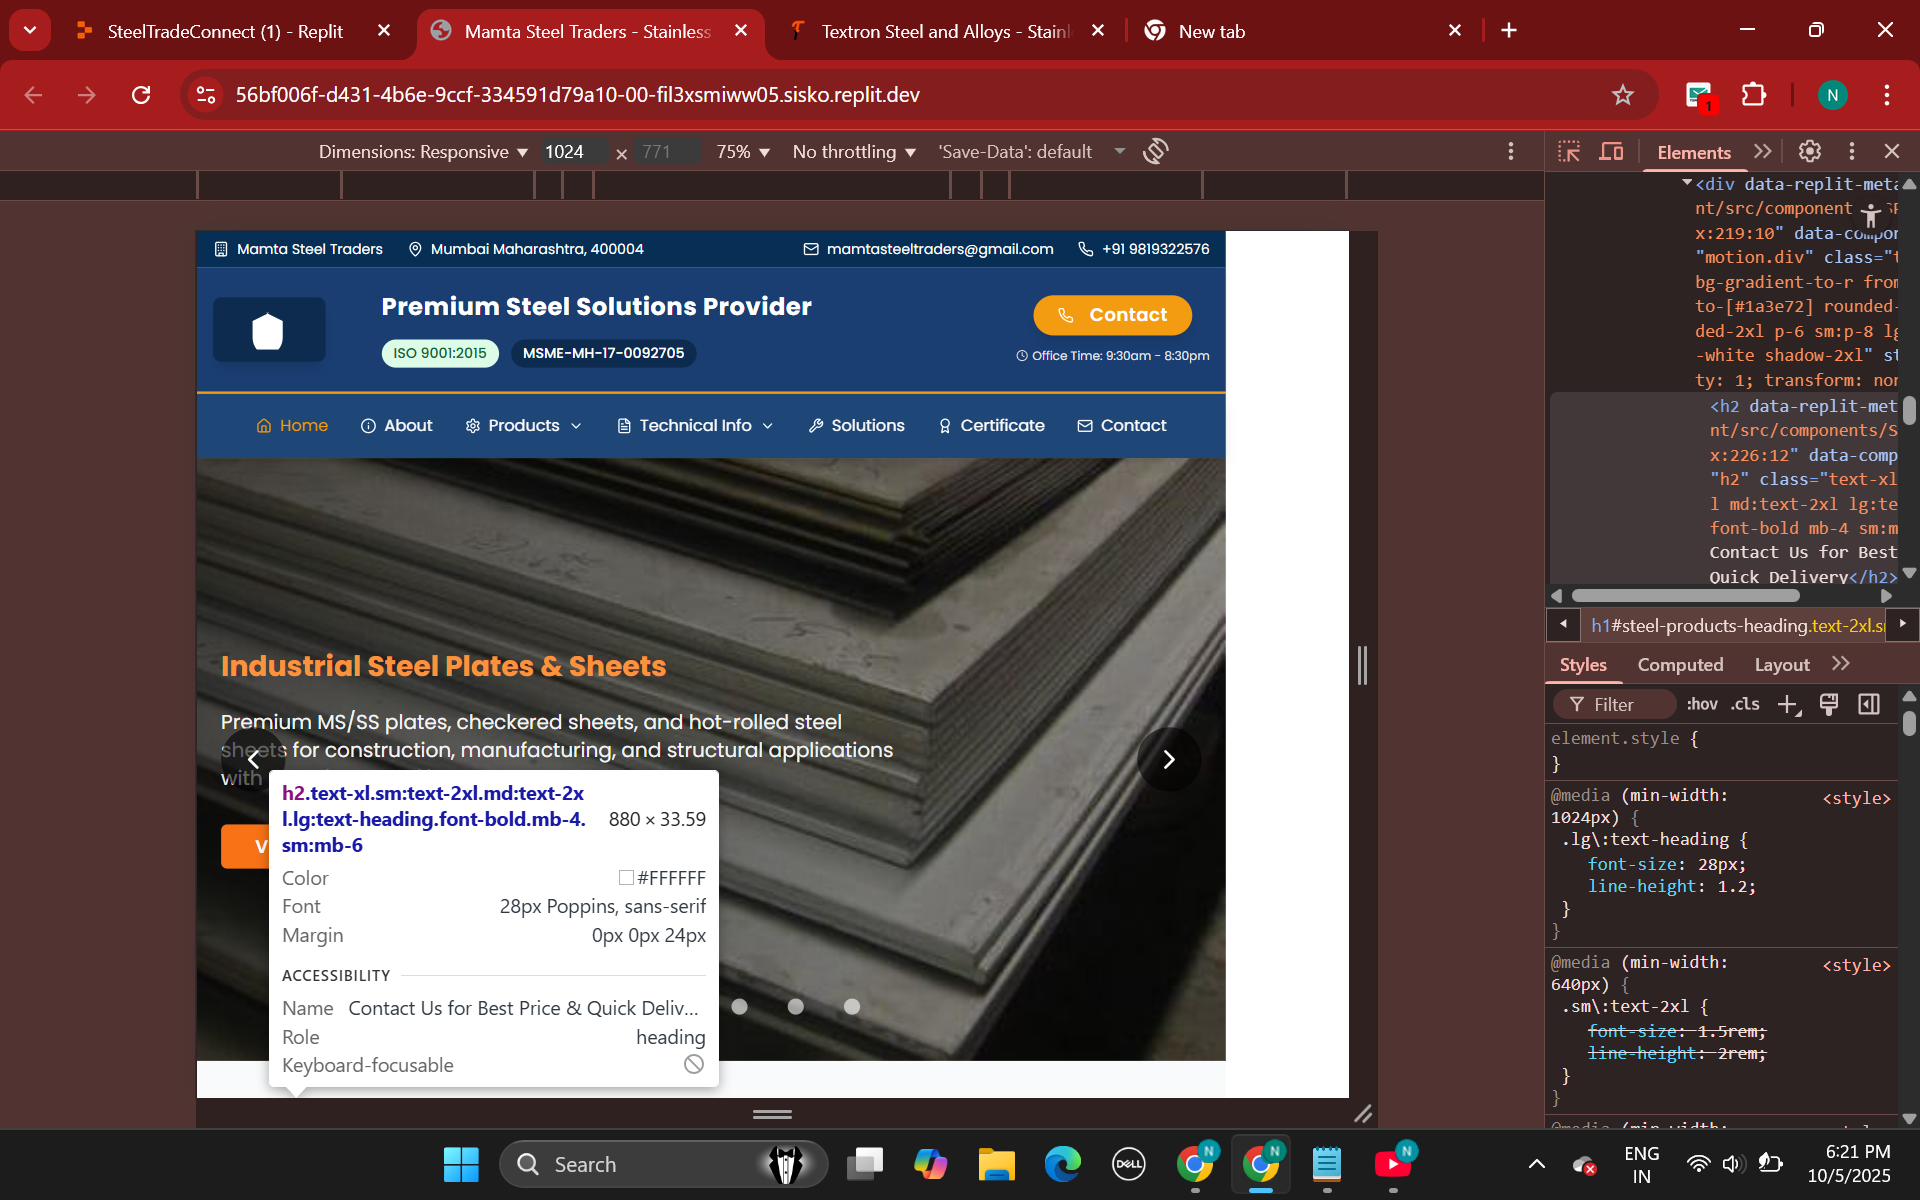 SteelTradeConnect (1) - Replit
Mamta Steel Traders - Stainless
Textron Steel and Alloys - Stainl
New tab
56bf006f-d431-4b6e-9ccf-334591d79a10-00-fil3xsmiww05.sisko.replit.dev
1
N
Dimensions: Responsive
1024 x 771
75%
No throttling
'Save-Data': default
Elements
Mamta Steel Traders
Mumbai Maharashtra, 400004
mamtasteeltraders@gmail.com
+91 9819322576
Premium Steel Solutions Provider
ISO 9001:2015
MSME-MH-17-0092705
Contact
Office Time: 9:30am - 8:30pm
Home
About
Products
Technical Info
Solutions
Certificate
Contact
Industrial Steel Plates & Sheets
Premium MS/SS plates, checkered sheets, and hot-rolled steel
sheets for construction, manufacturing, and structural applications
with
V
h2.text-xl.sm:text-2xl.md:text-2x
l.lg:text-heading.font-bold.mb-4.
sm:mb-6
880 × 33.59
Color #FFFFFF
Font 28px Poppins, sans-serif
Margin 0px 0px 24px
ACCESSIBILITY
Name Contact Us for Best Price & Quick Deliv...
Role heading
Keyboard-focusable
<div data-replit-meta
nt/src/component
x:219:10" data-compon
"motion.div" class="t
bg-gradient-to-r from
to-[#1a3e72] rounded-
ded-2xl p-6 sm:p-8 lg
-white shadow-2xl" st
ty: 1; transform: non
<h2 data-replit-met
nt/src/components/S
x:226:12" data-comp
"h2" class="text-xl
l md:text-2xl lg:te
font-bold mb-4 sm:m
Contact Us for Best
Quick Delivery</h2>
h1#steel-products-heading.text-2xl.s
Styles
Computed
Layout
Filter
:hov
.cls
element.style {
}
@media (min-width: <style>
1024px) {
.lg\:text-heading {
font-size: 28px;
line-height: 1.2;
}
}
@media (min-width: <style>
640px) {
.sm\:text-2xl {
font-size: 1.5rem;
line-height: 2rem;
}
}
@media (min-width:
Search
DELL
N
N
N
ENG
IN
6:21 PM
10/5/2025